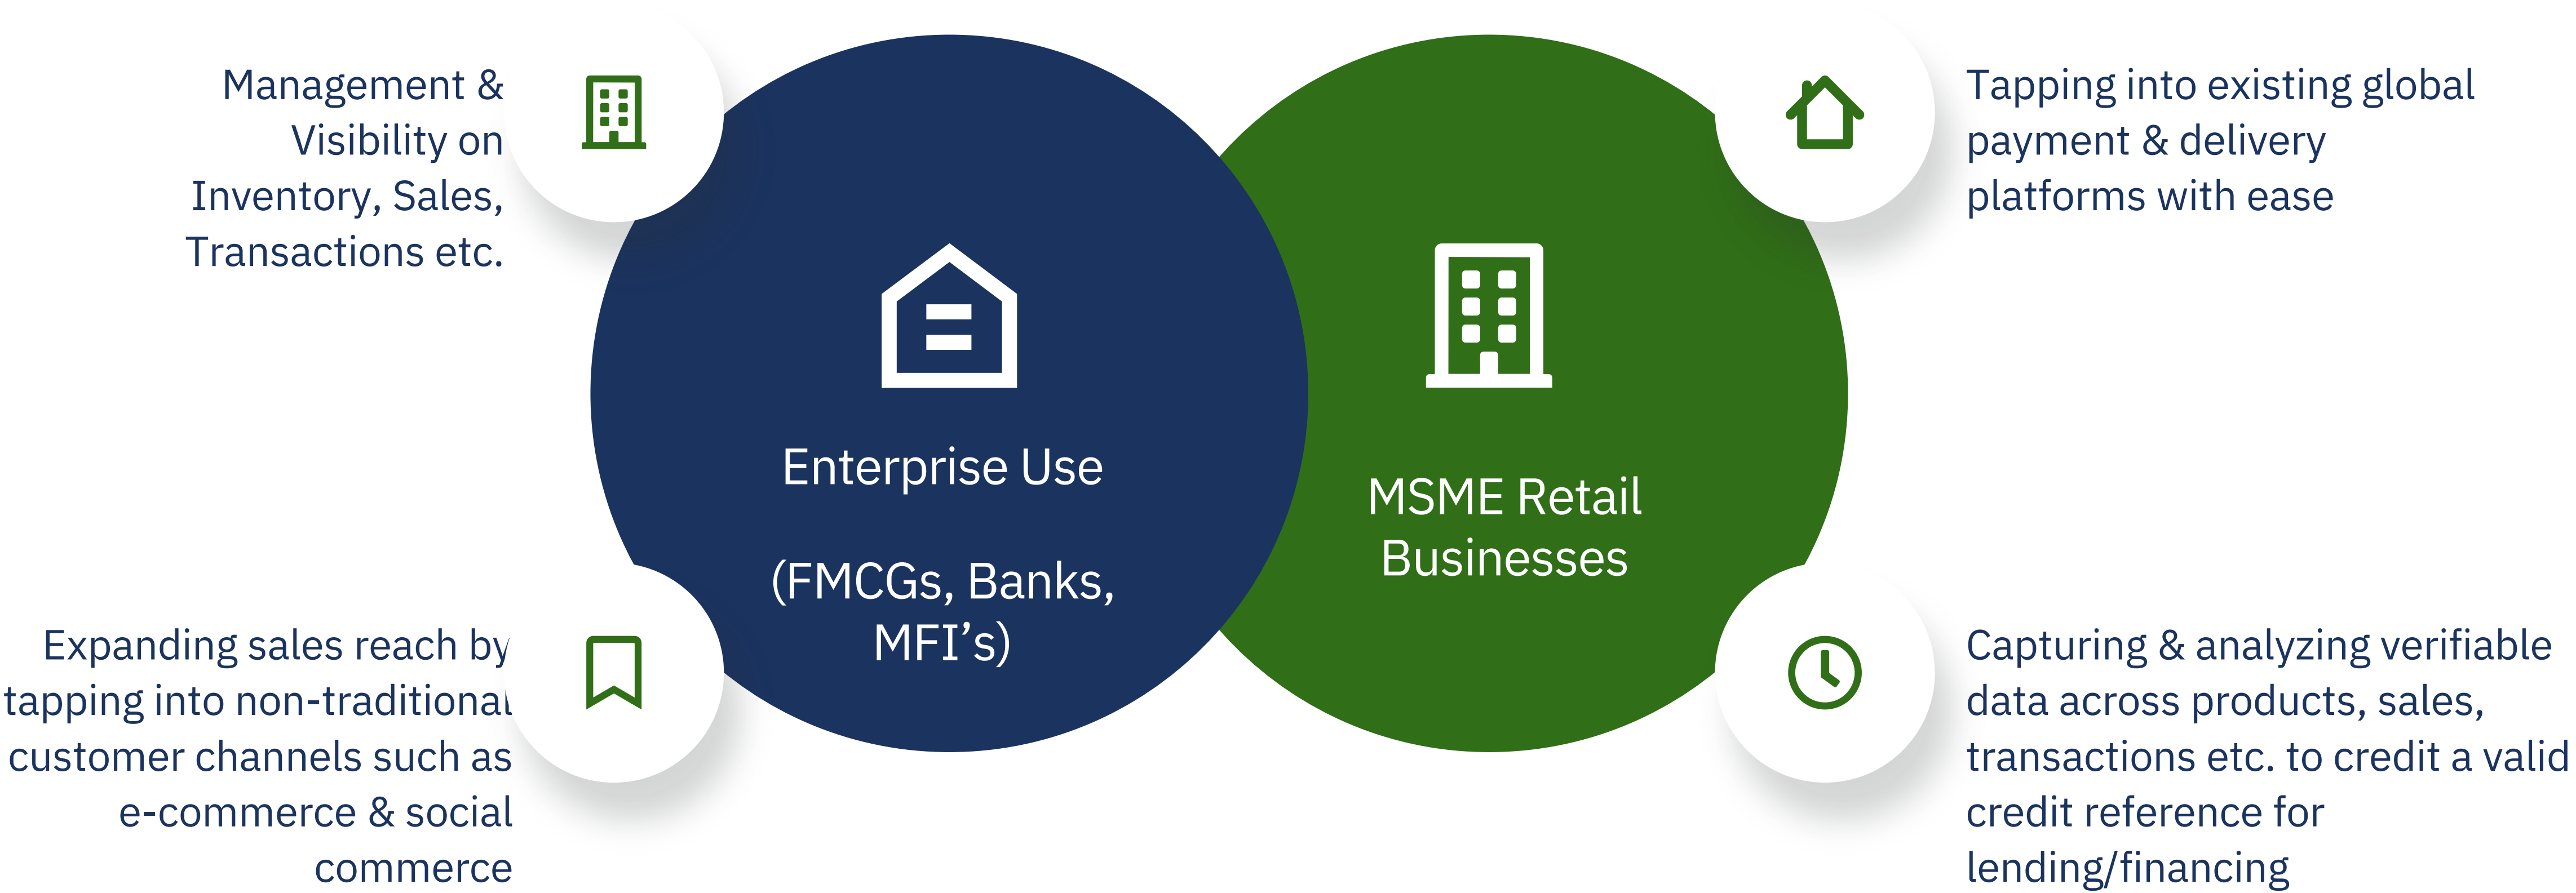 Management &
Visibility on
Inventory, Sales,
Transactions etc.
Expanding sales reach by
tapping into non-traditional
customer channels such as
e-commerce & social
commerce
Enterprise Use
(FMCGs, Banks,
MFI’s)
MSME Retail
Businesses
Tapping into existing global
payment & delivery
platforms with ease
Capturing & analyzing verifiable
data across products, sales,
transactions etc. to credit a valid
credit reference for
lending/financing